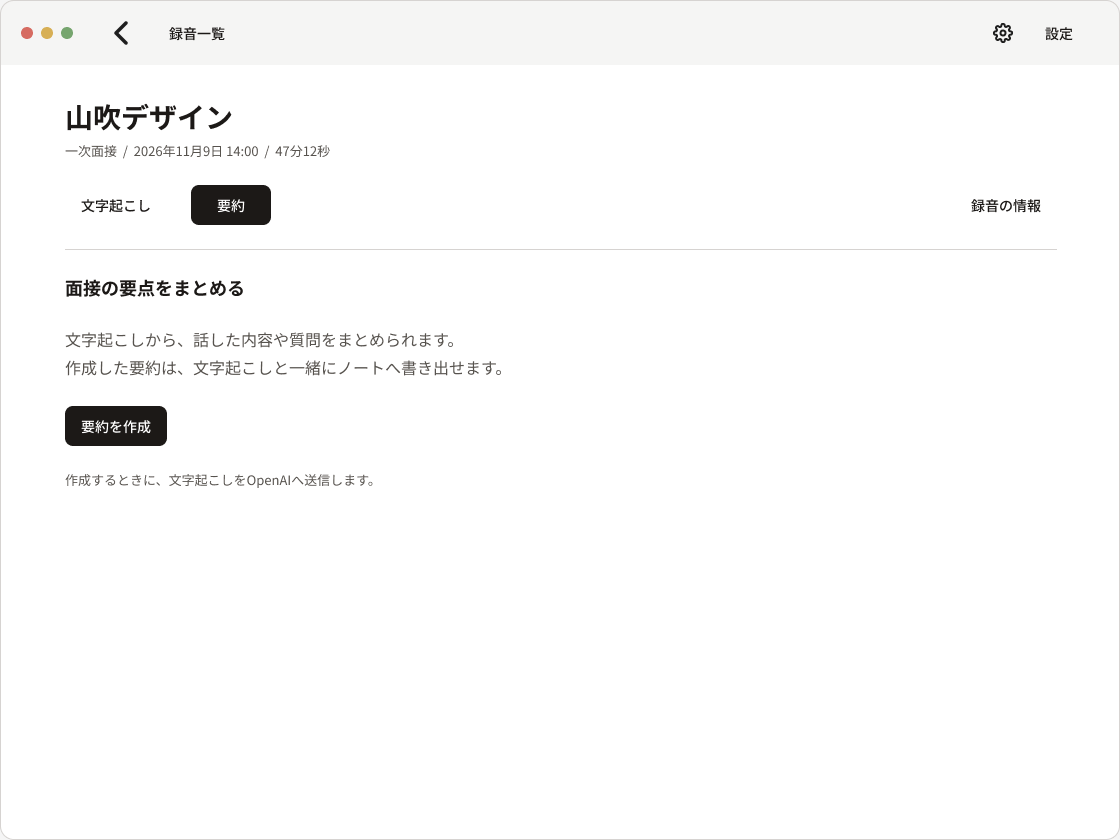 録音一覧
設定
山吹デザイン
一次面接 / 2026年11月9日 14:00 / 47分12秒
文字起こし
要約
録音の情報
面接の要点をまとめる
文字起こしから、話した内容や質問をまとめられます。
作成した要約は、文字起こしと一緒にノートへ書き出せます。
要約を作成
作成するときに、文字起こしをOpenAIへ送信します。